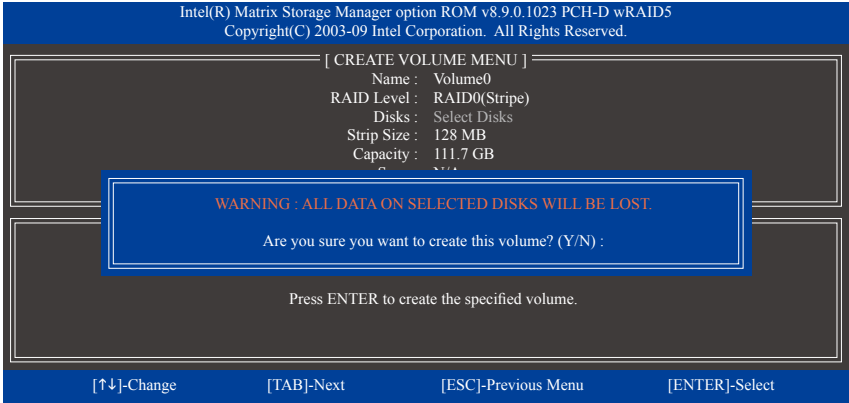 Intel(R) Matrix Storage Manager option ROM v8.9.0.1023 PCH-D wRAID5
Copyright(C) 2003-09 Intel Corporation. All Rights Reserved.
[ CREATE VOLUME MENU ]
Name : Volume0
RAID Level : RAID0(Stripe)
Disks : Select Disks
Strip Size : 128 MB
Capacity : 111.7 GB
WARNING : ALL DATA ON SELECTED DISKS WILL BE LOST.
Are you sure you want to create this volume? (Y/N) :
Press ENTER to create the specified volume.
[↑↓]-Change [TAB]-Next [ESC]-Previous Menu [ENTER]-Select